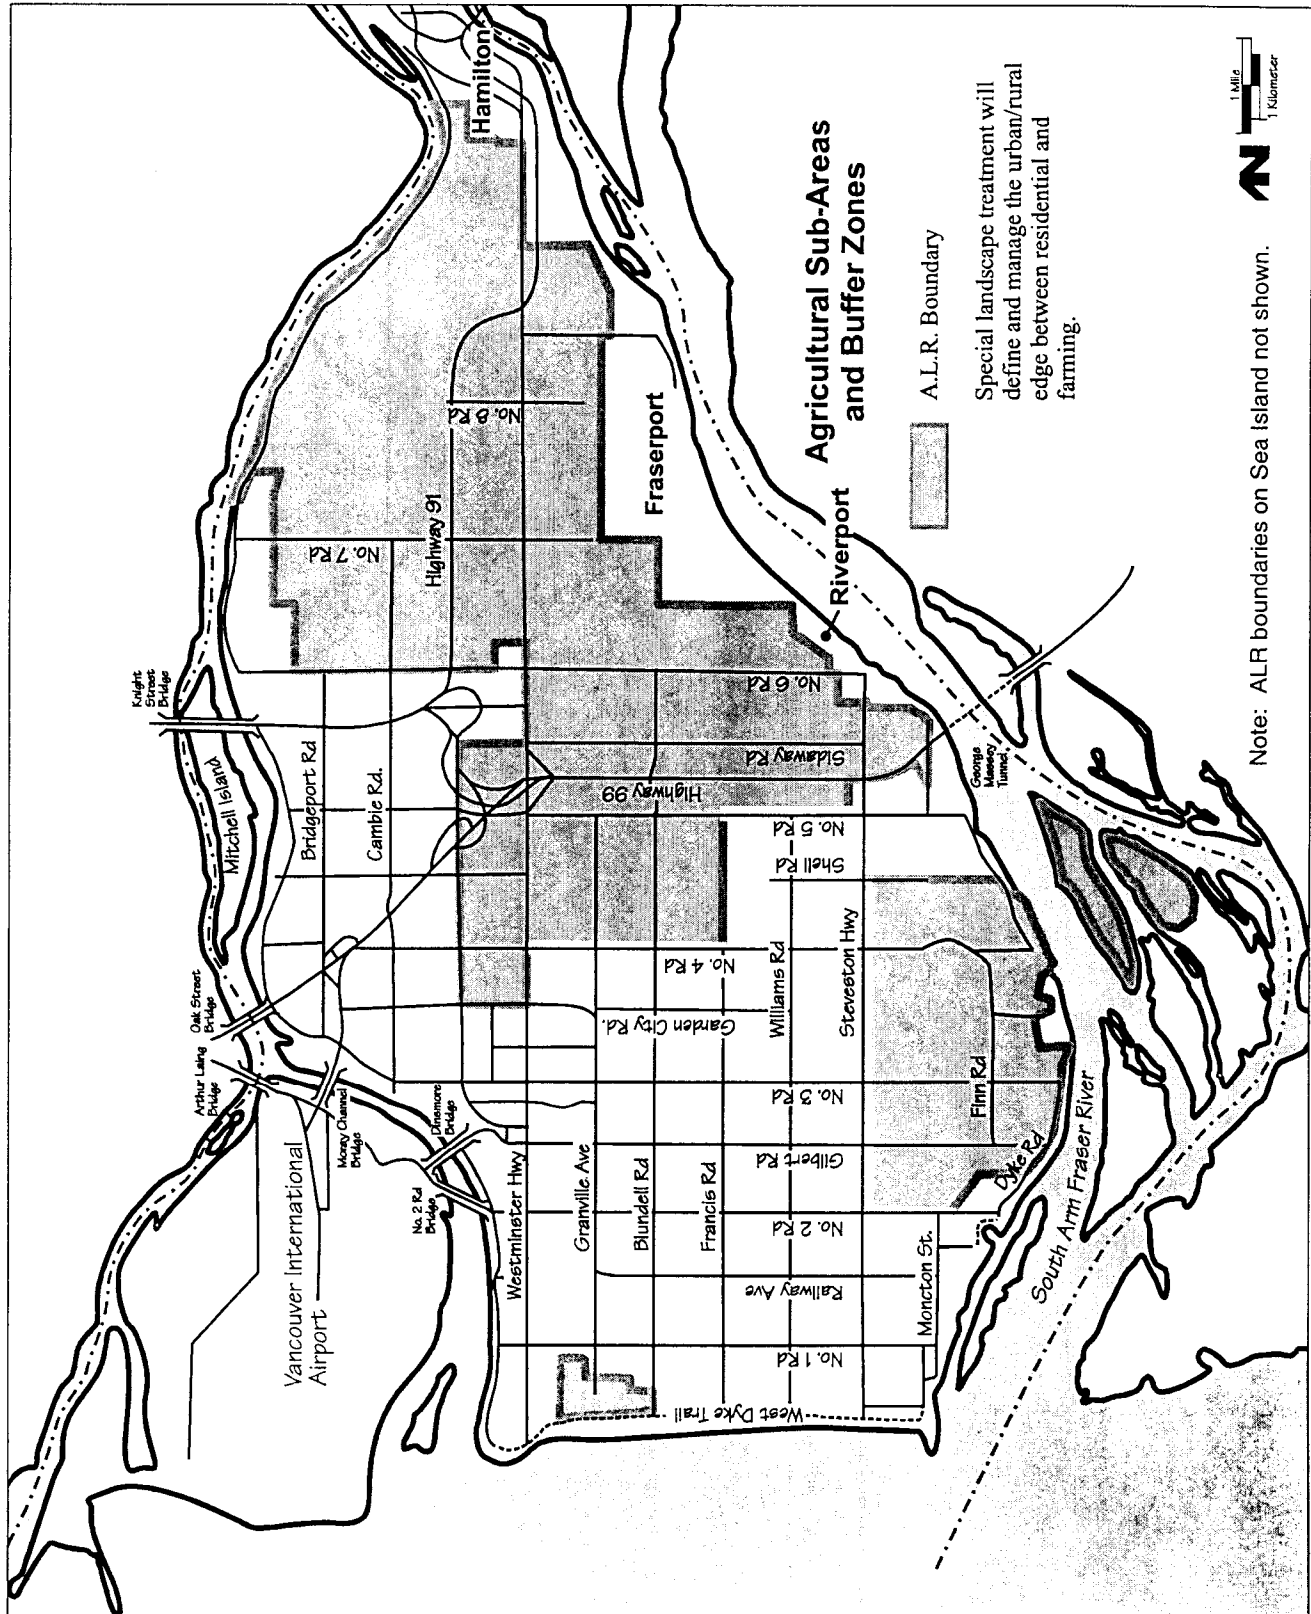 Agricultural Sub-Areas
and Buffer Zones
A.L.R. Boundary
Special landscape treatment will
define and manage the urban/rural
edge between residential and
farming.
Note: ALR boundaries on Sea Island not shown.
N
1 Mile
1 Kilometer
Vancouver International
Airport
Arthur Laing
Bridge
Oak Street
Bridge
Knight
Street
Bridge
Mitchell Island
Moray Channel
Bridge
Dinsmore
Bridge
No. 2 Rd
Bridge
Bridgeport Rd
Cambie Rd.
Highway 91
Hamilton
Westminster Hwy
Granville Ave
Blundell Rd
Francis Rd
Williams Rd
Steveston Hwy
Moncton St.
Finn Rd
Dyke Rd
West Dyke Trail
No. 1 Rd
Railway Ave
No. 2 Rd
Gilbert Rd
No. 3 Rd
Garden City Rd.
No. 4 Rd
Shell Rd
No. 5 Rd
Highway 99
Sidaway Rd
No. 6 Rd
No. 7 Rd
No. 8 Rd
Fraserport
Riverport
George
Massey
Tunnel
South Arm Fraser River